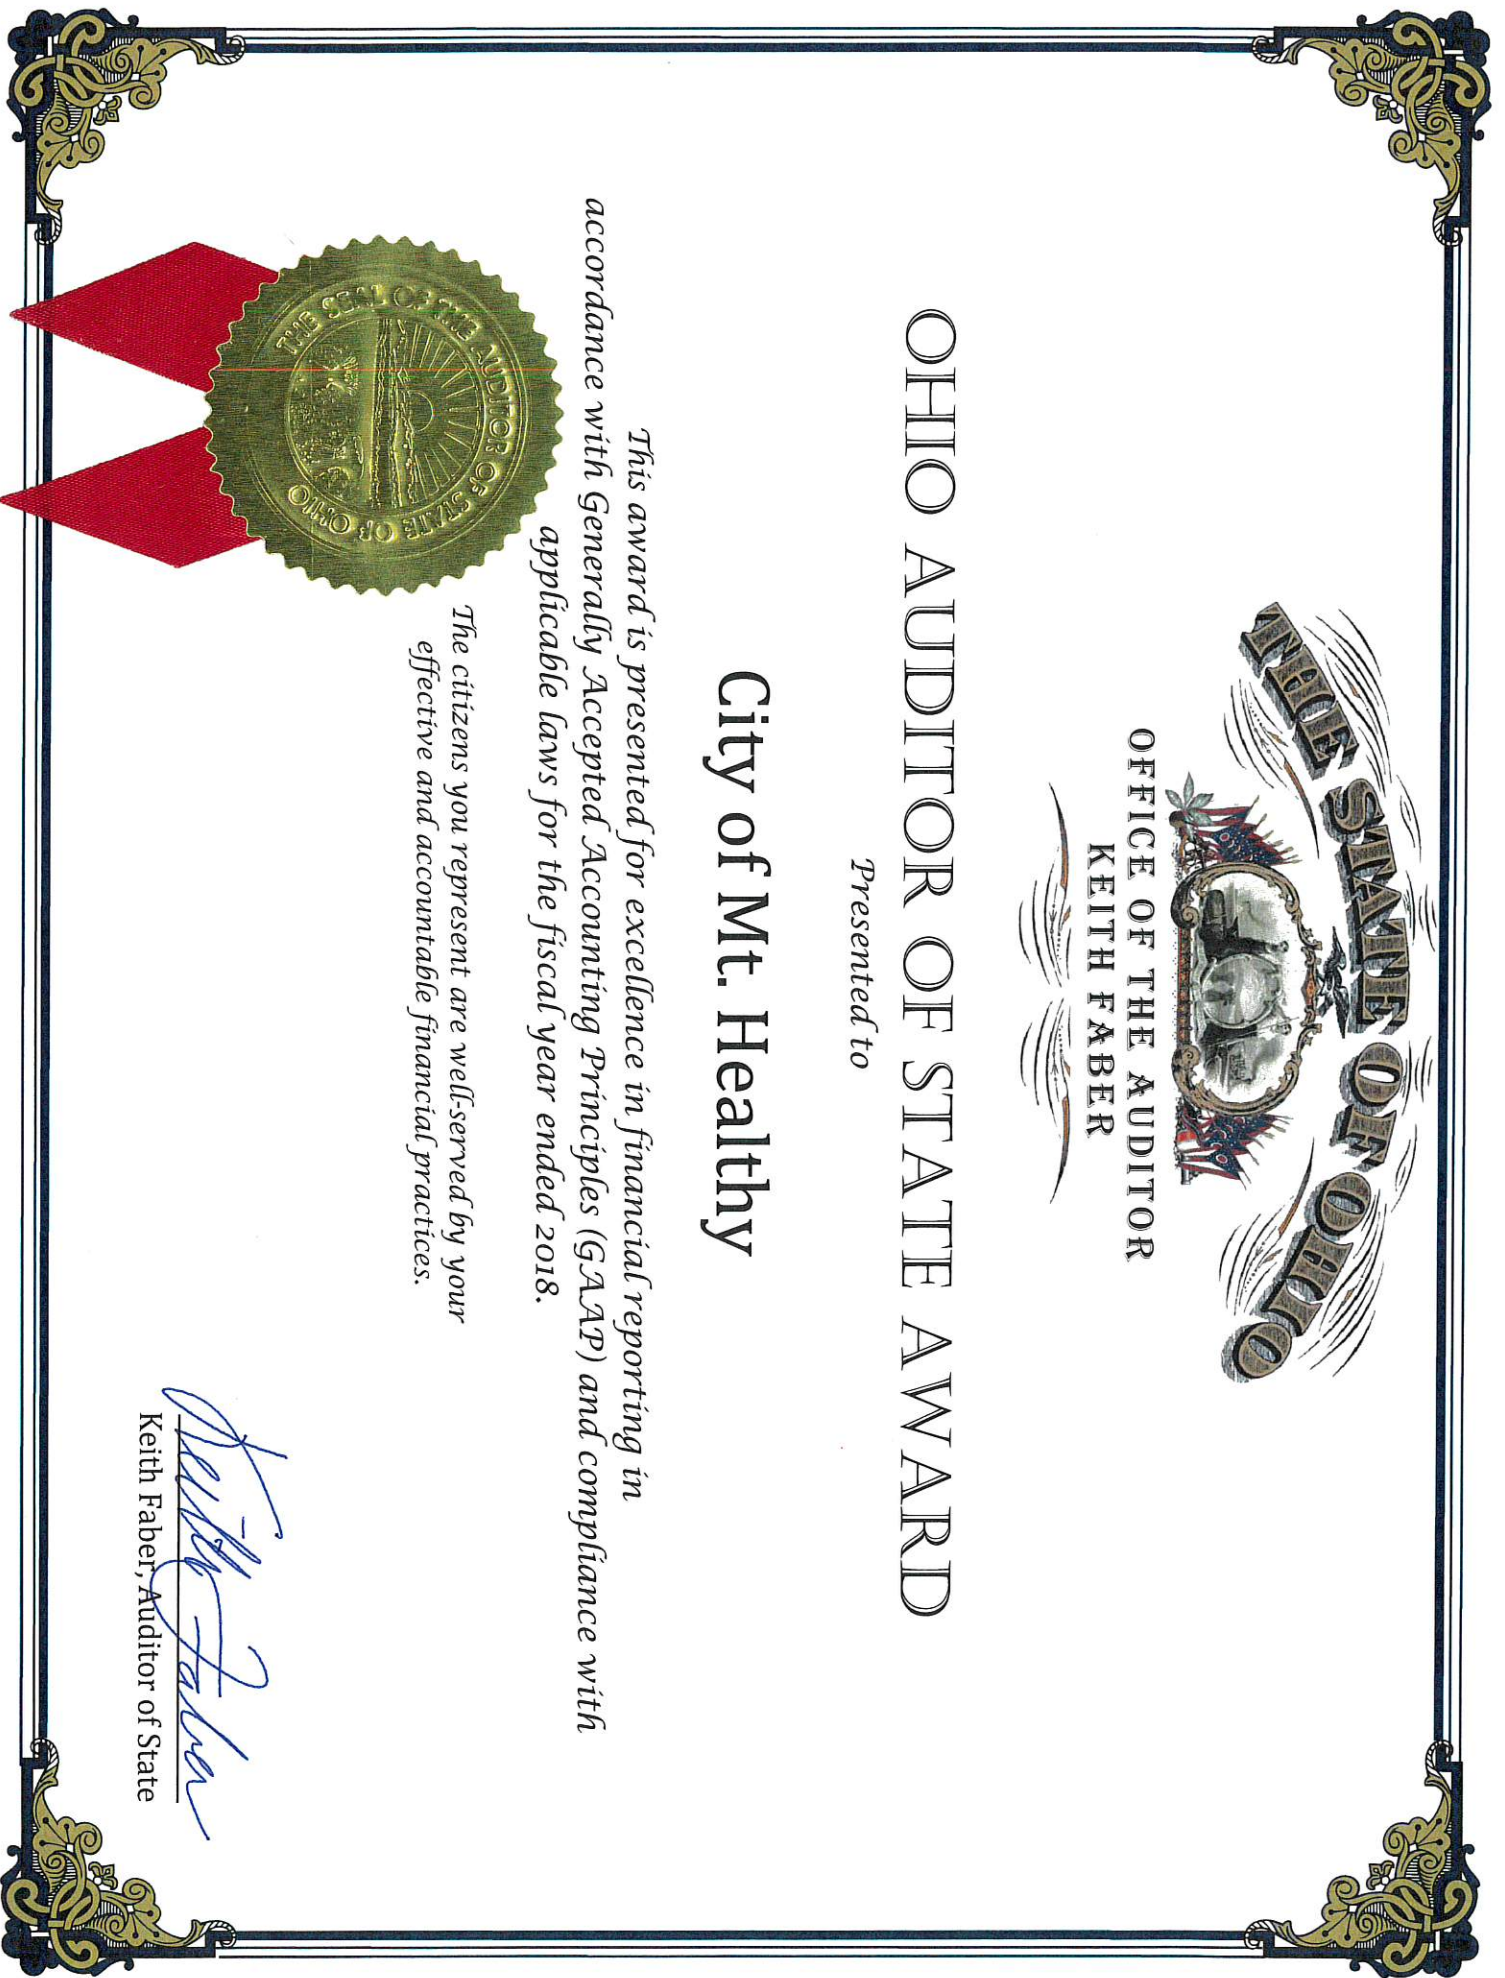 THE STATE OF OHIO
OFFICE OF THE AUDITOR
KEITH FABER
OHIO AUDITOR OF STATE AWARD
Presented to
City of Mt. Healthy
This award is presented for excellence in financial reporting in
accordance with Generally Accepted Accounting Principles (GAAP) and compliance with
applicable laws for the fiscal year ended 2018.
The citizens you represent are well-served by your
effective and accountable financial practices.
THE SEAL OF THE AUDITOR OF STATE OF OHIO
Keith Faber
Keith Faber, Auditor of State